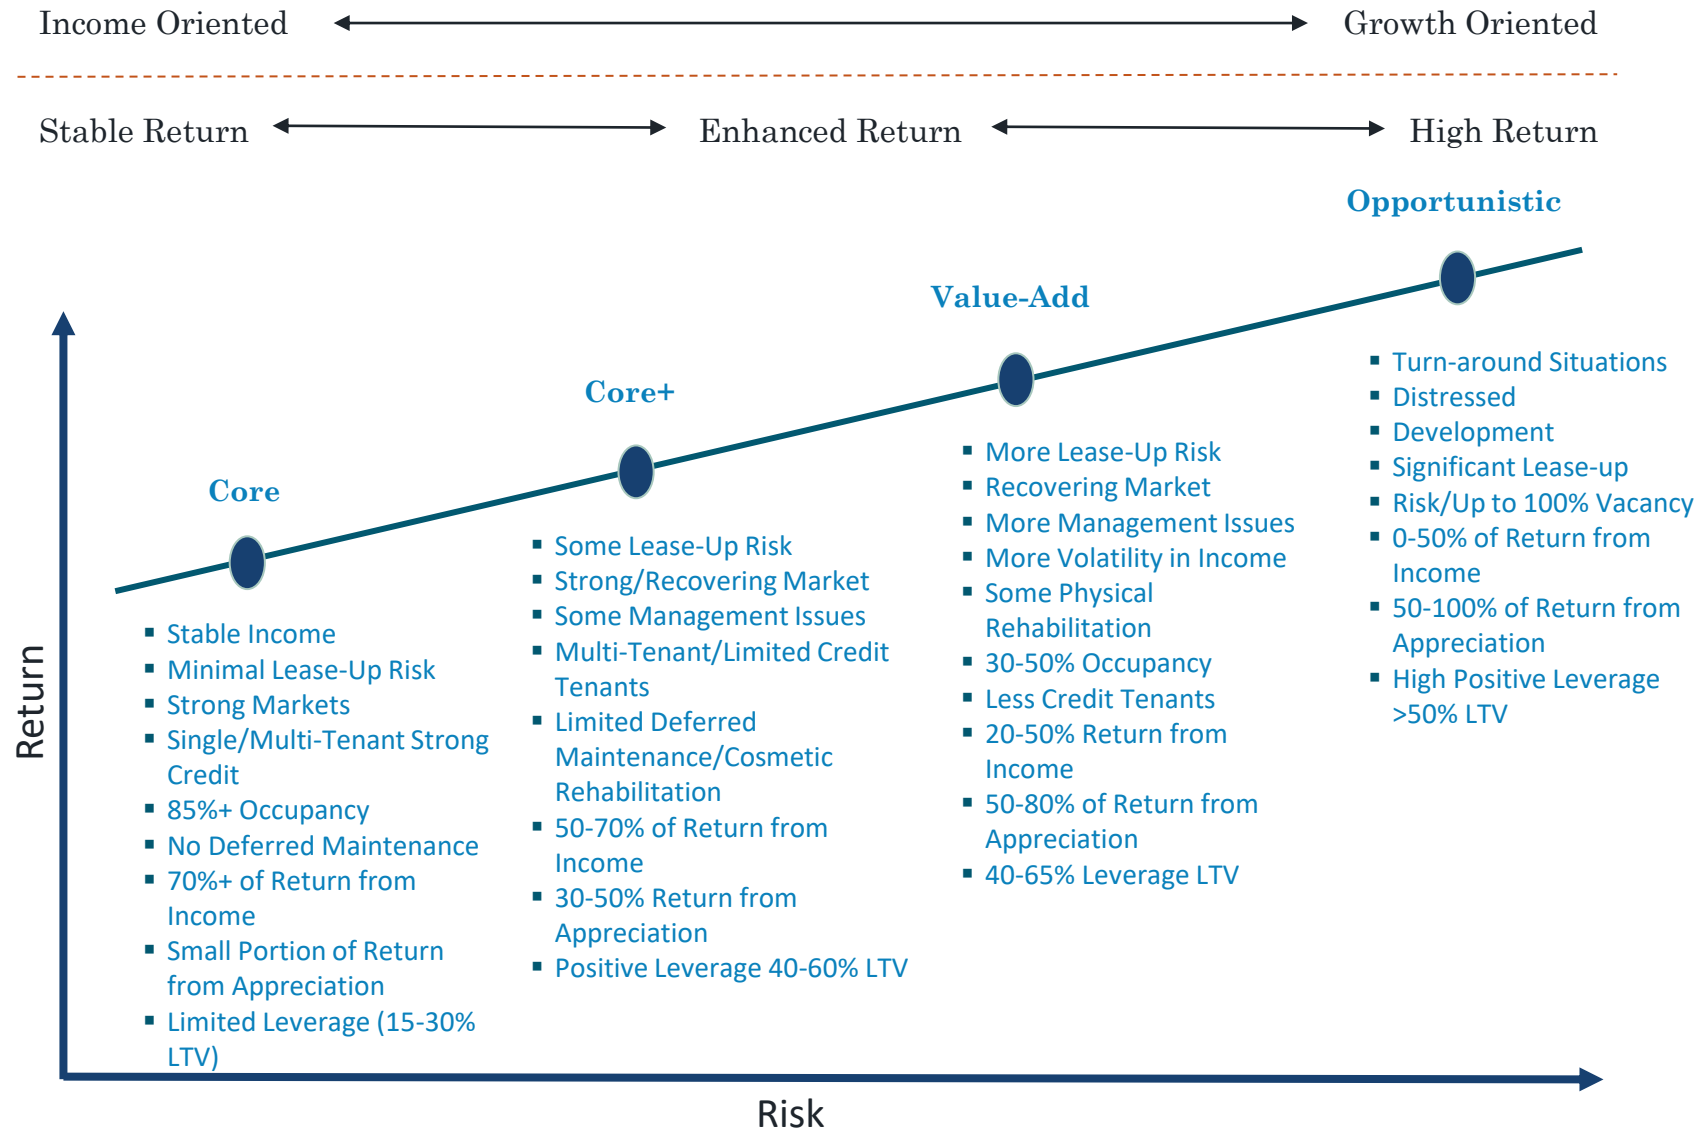 Income Oriented
Growth Oriented
Stable Return
Enhanced Return
High Return
Core
▪ Stable Income
▪ Minimal Lease-Up Risk
▪ Strong Markets
▪ Single/Multi-Tenant Strong
Credit
▪ 85%+ Occupancy
▪ No Deferred Maintenance
▪ 70%+ of Return from
Income
▪ Small Portion of Return
from Appreciation
▪ Limited Leverage (15-30%
LTV)
Core+
▪ Some Lease-Up Risk
▪ Strong/Recovering Market
▪ Some Management Issues
▪ Multi-Tenant/Limited Credit
Tenants
▪ Limited Deferred
Maintenance/Cosmetic
Rehabilitation
▪ 50-70% of Return from
Income
▪ 30-50% Return from
Appreciation
▪ Positive Leverage 40-60% LTV
Value-Add
▪ More Lease-Up Risk
▪ Recovering Market
▪ More Management Issues
▪ More Volatility in Income
▪ Some Physical
Rehabilitation
▪ 30-50% Occupancy
▪ Less Credit Tenants
▪ 20-50% Return from
Income
▪ 50-80% of Return from
Appreciation
▪ 40-65% Leverage LTV
Opportunistic
▪ Turn-around Situations
▪ Distressed
▪ Development
▪ Significant Lease-up
▪ Risk/Up to 100% Vacancy
▪ 0-50% of Return from
Income
▪ 50-100% of Return from
Appreciation
▪ High Positive Leverage
>50% LTV
Return
Risk